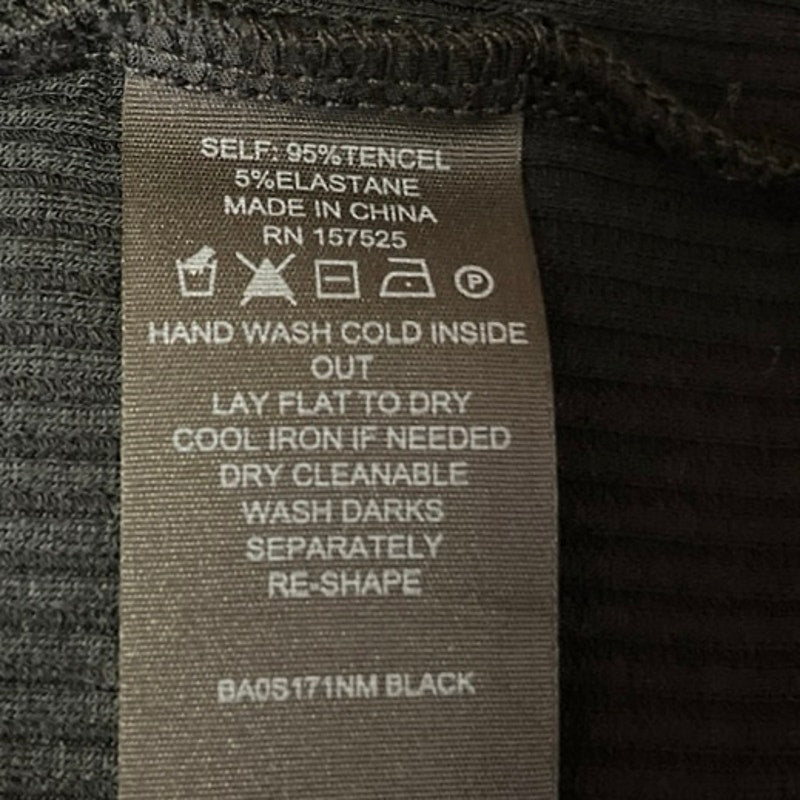 SELF: 95%TENCEL
5%ELASTANE
MADE IN CHINA
RN 157525
P
HAND WASH COLD INSIDE
OUT
LAY FLAT TO DRY
COOL IRON IF NEEDED
DRY CLEANABLE
WASH DARKS
SEPARATELY
RE-SHAPE
BA0S171NM BLACK